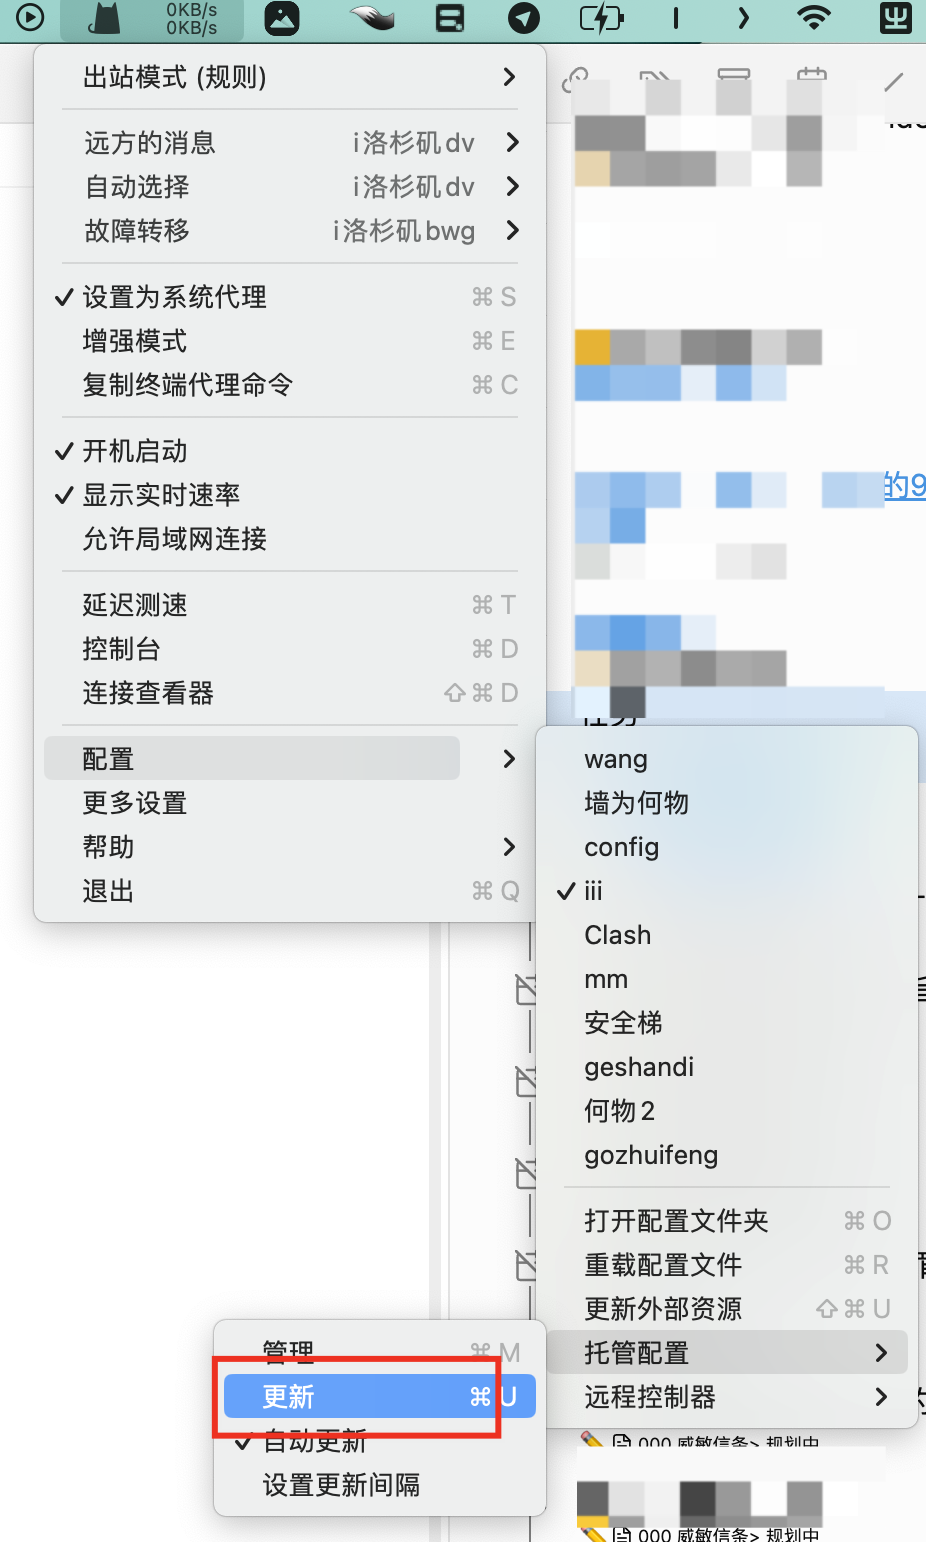 0KB/s
0KB/s
出站模式 (规则)
远方的消息 i洛杉矶dv
自动选择 i洛杉矶dv
故障转移 i洛杉矶bwg
设置为系统代理 ⌘ S
增强模式 ⌘ E
复制终端代理命令 ⌘ C
开机启动
显示实时速率
允许局域网连接
延迟测速 ⌘ T
控制台 ⌘ D
连接查看器 ⇧ ⌘ D
配置
更多设置
帮助
退出 ⌘ Q
的9
wang
墙为何物
config
iii
Clash
mm
安全梯
geshandi
何物 2
gozhuifeng
打开配置文件夹 ⌘ O
重载配置文件 ⌘ R
更新外部资源 ⇧ ⌘ U
托管配置
远程控制器
管理 ⌘ M
更新 ⌘ U
自动更新
设置更新间隔
000 威敏信条> 规划中
000 威敏信条> 规划中